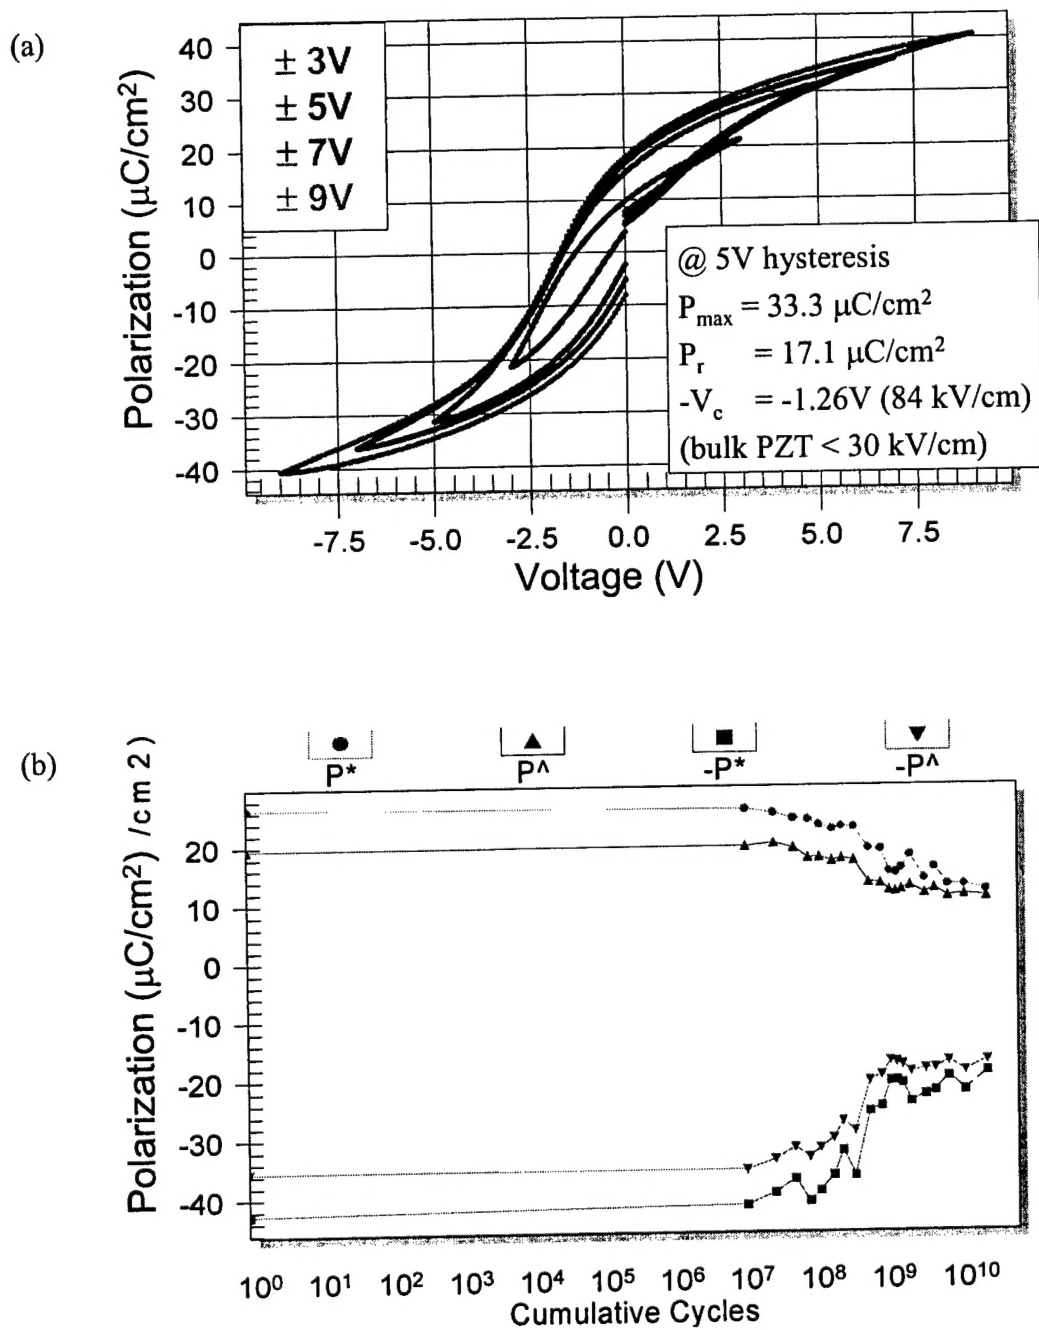 (a)
Polarization (μC/cm²)
40
30
20
10
0
-10
-20
-30
-40
± 3V
± 5V
± 7V
± 9V
@ 5V hysteresis
Pmax = 33.3 μC/cm²
Pr = 17.1 μC/cm²
-Vc = -1.26V (84 kV/cm)
(bulk PZT < 30 kV/cm)
-7.5 -5.0 -2.5 0.0 2.5 5.0 7.5
Voltage (V)
(b)
P* P^ -P* -P^
Polarization (μC/cm²) /cm 2)
20
10
0
-10
-20
-30
-40
10⁰ 10¹ 10² 10³ 10⁴ 10⁵ 10⁶ 10⁷ 10⁸ 10⁹ 10¹⁰
Cumulative Cycles